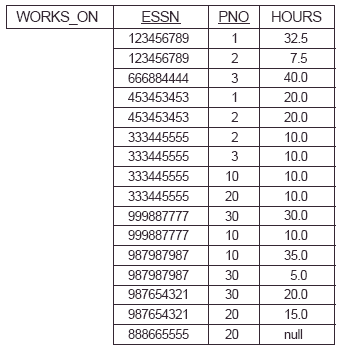 WORKS_ON ESSN PNO HOURS
123456789 1 32.5
123456789 2 7.5
666884444 3 40.0
453453453 1 20.0
453453453 2 20.0
333445555 2 10.0
333445555 3 10.0
333445555 10 10.0
333445555 20 10.0
999887777 30 30.0
999887777 10 10.0
987987987 10 35.0
987987987 30 5.0
987654321 30 20.0
987654321 20 15.0
888665555 20 null